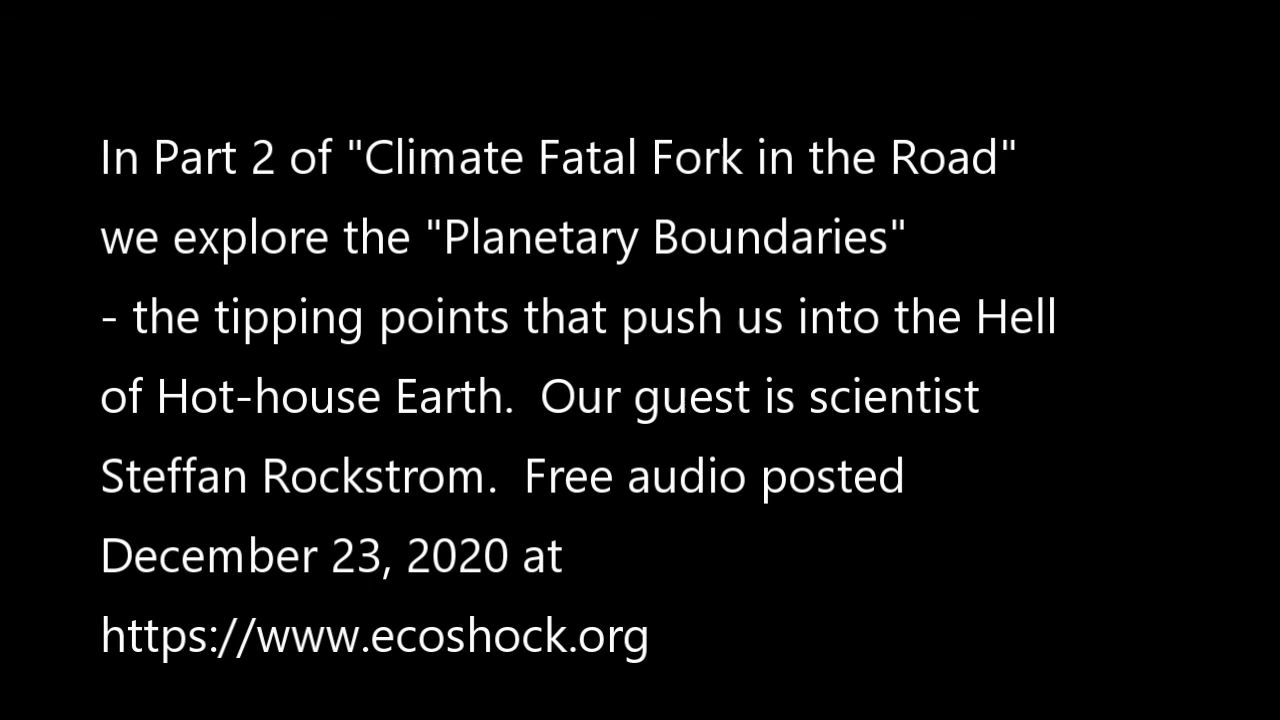 In Part 2 of "Climate Fatal Fork in the Road"
we explore the "Planetary Boundaries"
- the tipping points that push us into the Hell
of Hot-house Earth.  Our guest is scientist
Steffan Rockstrom.  Free audio posted
December 23, 2020 at
https://www.ecoshock.org